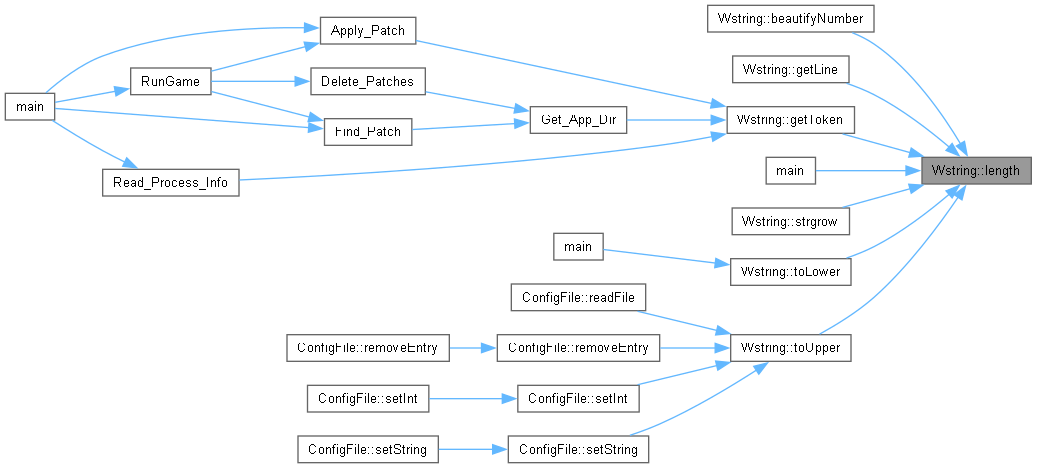 Wstring::beautifyNumber
Apply_Patch
Wstring::getLine
RunGame
Delete_Patches
main
Get_App_Dir
Wstring::getToken
Find_Patch
Wstring::length
main
Read_Process_Info
Wstring::strgrow
main
Wstring::toLower
ConfigFile::readFile
ConfigFile::removeEntry
ConfigFile::removeEntry
Wstring::toUpper
ConfigFile::setInt
ConfigFile::setInt
ConfigFile::setString
ConfigFile::setString